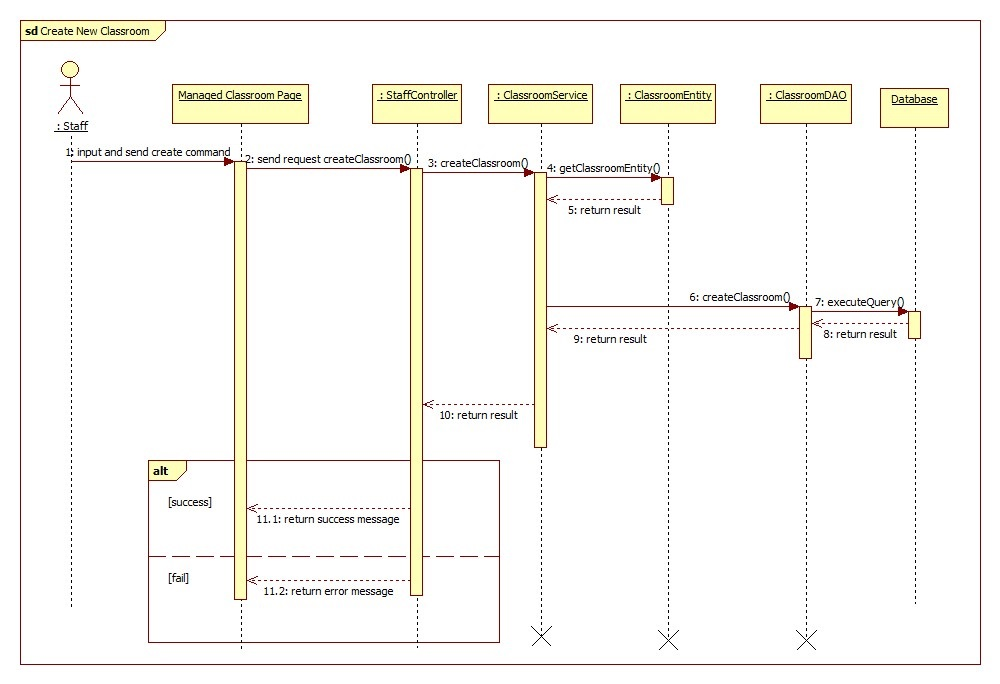 sd Create New Classroom
: Staff
Managed Classroom Page
: StaffController
: ClassroomService
: ClassroomEntity
: ClassroomDAO
Database
1: input and send create command
2: send request createClassroom()
3: createClassroom()
4: getClassroomEntity()
5: return result
6: createClassroom()
7: executeQuery()
8: return result
9: return result
10: return result
alt
[success]
11.1: return success message
[fail]
11.2: return error message